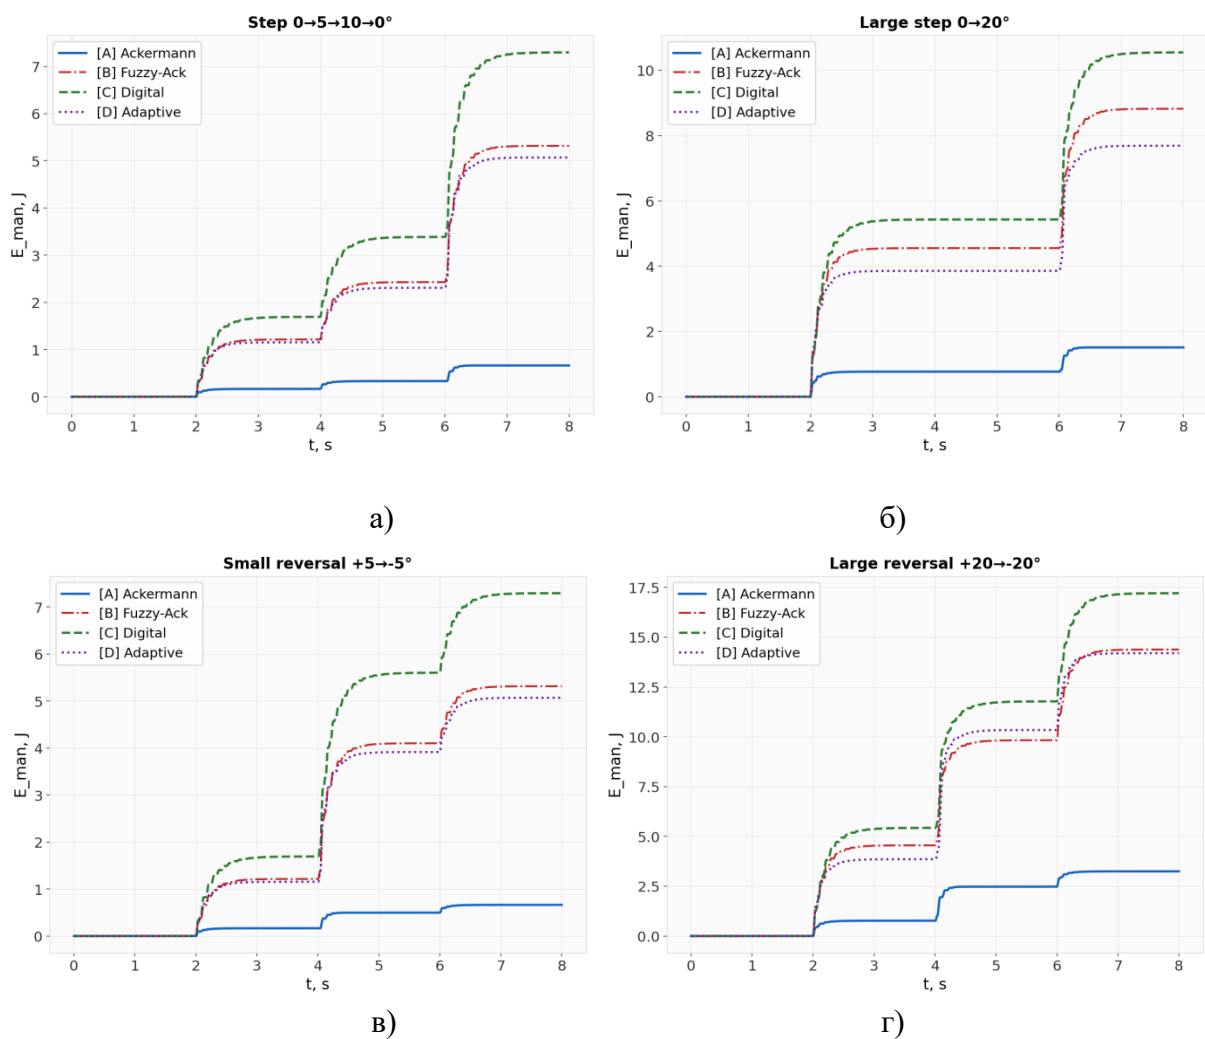 Step 0→5→10→0°
[A] Ackermann
[B] Fuzzy-Ack
[C] Digital
[D] Adaptive
E_man, J
7
6
5
4
3
2
1
0
0 1 2 3 4 5 6 7 8
t, s
а)
Large step 0→20°
[A] Ackermann
[B] Fuzzy-Ack
[C] Digital
[D] Adaptive
E_man, J
10
8
6
4
2
0
0 1 2 3 4 5 6 7 8
t, s
б)
Small reversal +5→-5°
[A] Ackermann
[B] Fuzzy-Ack
[C] Digital
[D] Adaptive
E_man, J
7
6
5
4
3
2
1
0
0 1 2 3 4 5 6 7 8
t, s
в)
Large reversal +20→-20°
[A] Ackermann
[B] Fuzzy-Ack
[C] Digital
[D] Adaptive
E_man, J
17.5
15.0
12.5
10.0
7.5
5.0
2.5
0.0
0 1 2 3 4 5 6 7 8
t, s
г)